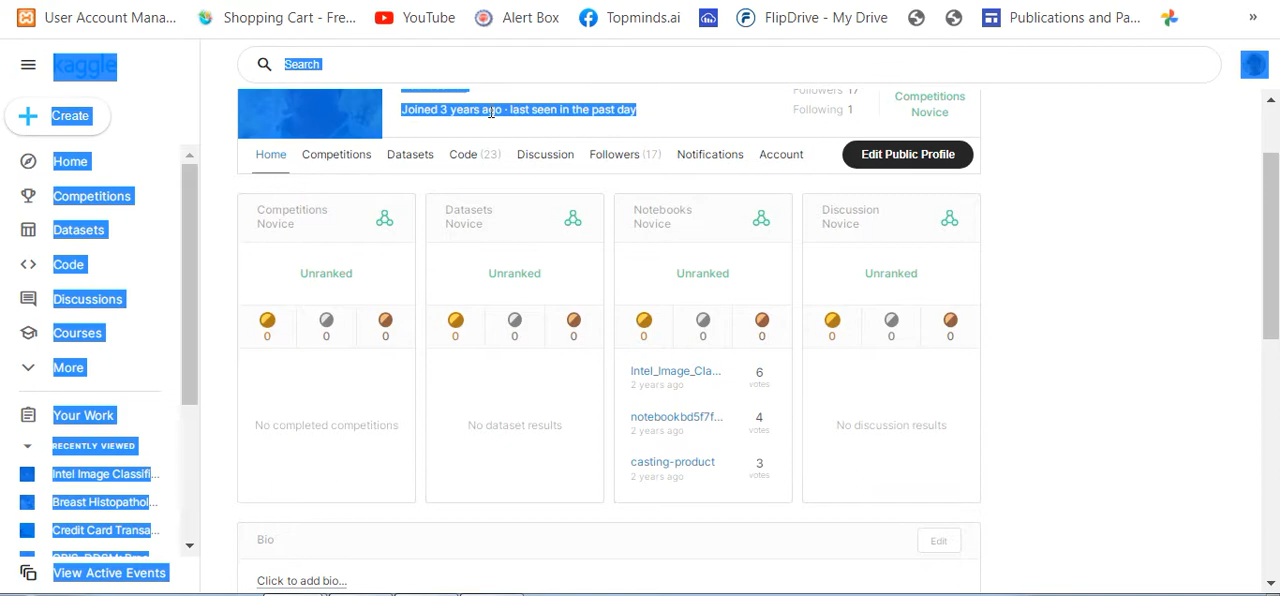 User Account Mana... Shopping Cart - Fre... YouTube Alert Box Topminds.ai FlipDrive - My Drive Publications and Pa... »
kaggle
Search
Create
Followers 17
Joined 3 years ago · last seen in the past day
Following 1
Competitions
Novice
Home Competitions Datasets Code (23) Discussion Followers (17) Notifications Account Edit Public Profile
Home
Competitions
Datasets
Code
Discussions
Courses
More
Your Work
RECENTLY VIEWED
Intel Image Classifi...
Breast Histopathol...
Credit Card Transa...
View Active Events
Competitions
Novice
Unranked
0 0 0
No completed competitions
Datasets
Novice
Unranked
0 0 0
No dataset results
Notebooks
Novice
Unranked
0 0 0
Intel_Image_Cla... 6
2 years ago votes
notebookbd5f7f... 4
2 years ago votes
casting-product 3
2 years ago votes
Discussion
Novice
Unranked
0 0 0
No discussion results
Bio Edit
Click to add bio...